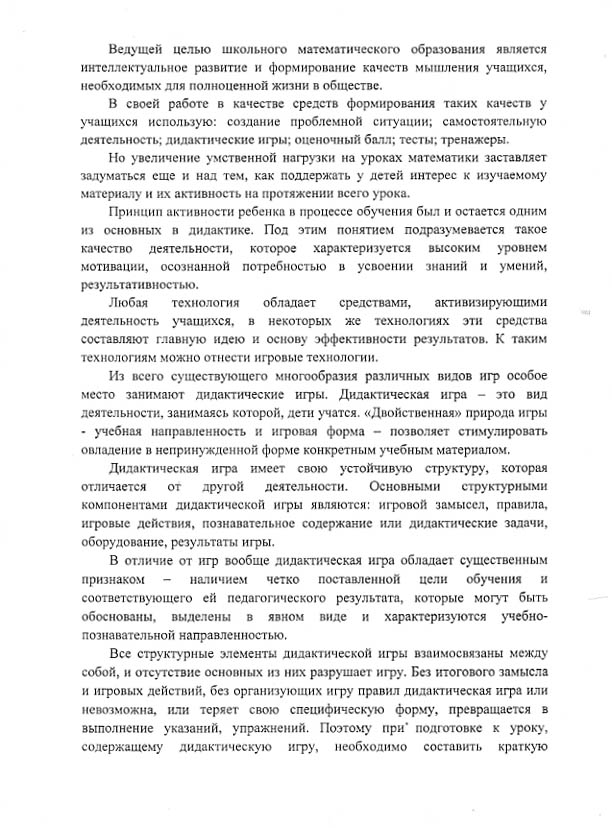 Ведущей целью школьного математического образования является
интеллектуальное развитие и формирование качеств мышления учащихся,
необходимых для полноценной жизни в обществе.
В своей работе в качестве средств формирования таких качеств у
учащихся использую: создание проблемной ситуации; самостоятельную
деятельность; дидактические игры; оценочный балл; тесты; тренажеры.
Но увеличение умственной нагрузки на уроках математики заставляет
задуматься еще и над тем, как поддержать у детей интерес к изучаемому
материалу и их активность на протяжении всего урока.
Принцип активности ребенка в процессе обучения был и остается одним
из основных в дидактике. Под этим понятием подразумевается такое
качество деятельности, которое характеризуется высоким уровнем
мотивации, осознанной потребностью в усвоении знаний и умений,
результативностью.
Любая технология обладает средствами, активизирующими
деятельность учащихся, в некоторых же технологиях эти средства
составляют главную идею и основу эффективности результатов. К таким
технологиям можно отнести игровые технологии.
Из всего существующего многообразия различных видов игр особое
место занимают дидактические игры. Дидактическая игра – это вид
деятельности, занимаясь которой, дети учатся. «Двойственная» природа игры
- учебная направленность и игровая форма – позволяет стимулировать
овладение в непринужденной форме конкретным учебным материалом.
Дидактическая игра имеет свою устойчивую структуру, которая
отличается от другой деятельности. Основными структурными
компонентами дидактической игры являются: игровой замысел, правила,
игровые действия, познавательное содержание или дидактические задачи,
оборудование, результаты игры.
В отличие от игр вообще дидактическая игра обладает существенным
признаком – наличием четко поставленной цели обучения и
соответствующего ей педагогического результата, которые могут быть
обоснованы, выделены в явном виде и характеризуются учебно-
познавательной направленностью.
Все структурные элементы дидактической игры взаимосвязаны между
собой, и отсутствие основных из них разрушает игру. Без итогового замысла
и игровых действий, без организующих игру правил дидактическая игра или
невозможна, или теряет свою специфическую форму, превращается в
выполнение указаний, упражнений. Поэтому при подготовке к уроку,
содержащему дидактическую игру, необходимо составить краткую